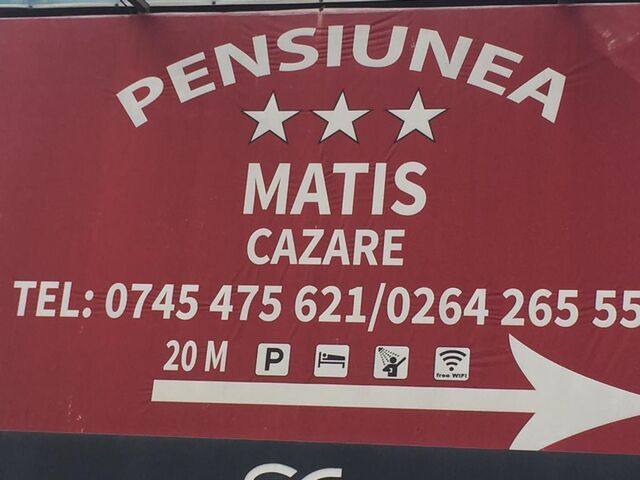 PENSIUNEA
MATIS
CAZARE
TEL: 0745 475 621/0264 265 55
20 M P free WIFI